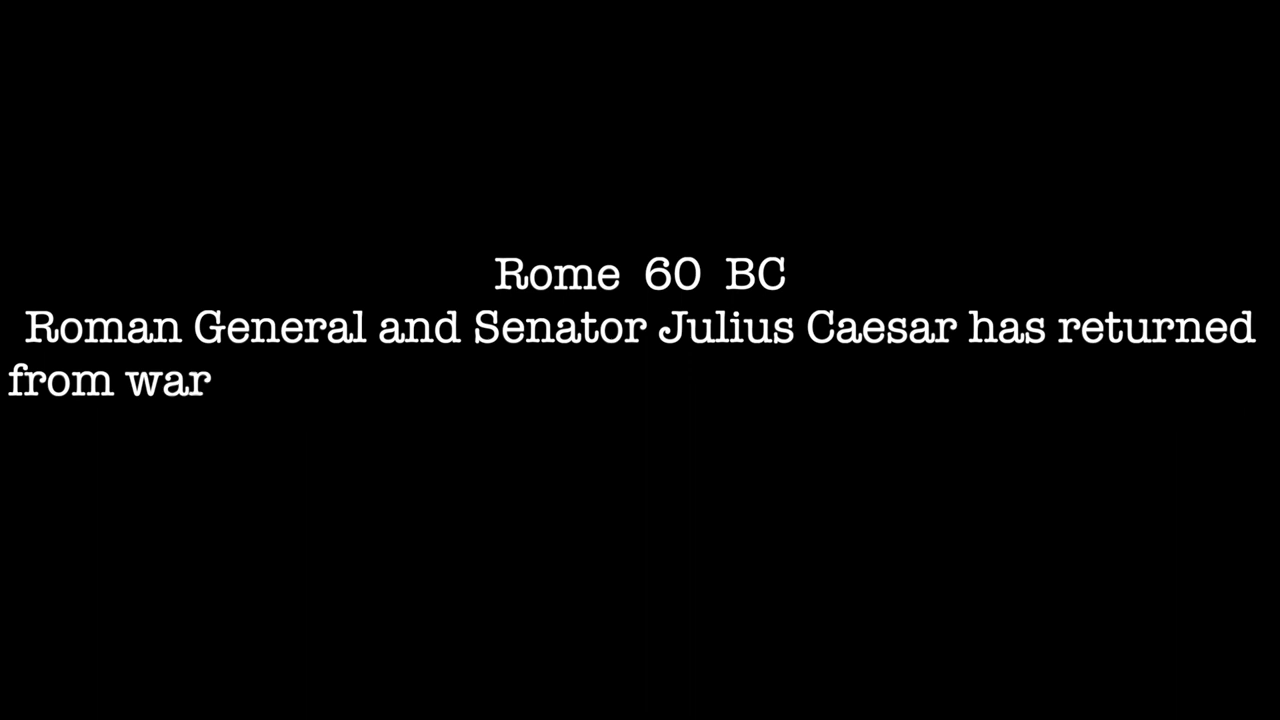 Rome 60 BC
Roman General and Senator Julius Caesar has returned
from war